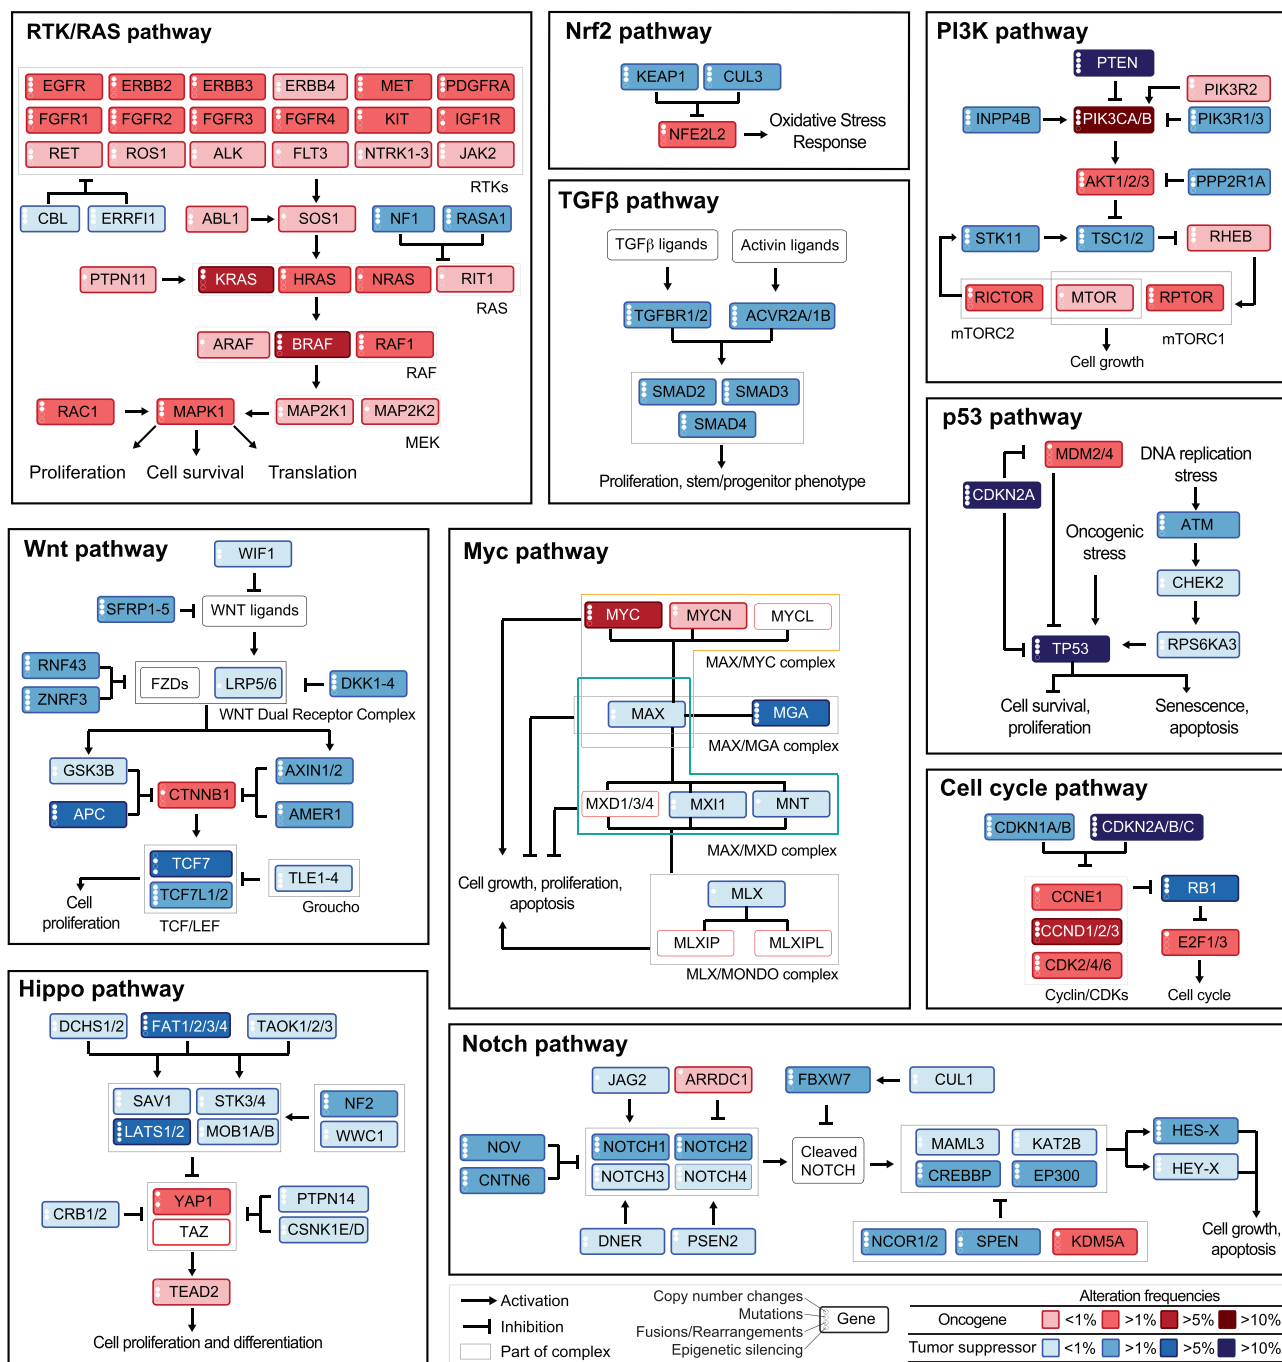 RTK/RAS pathway
EGFR ERBB2 ERBB3 ERBB4 MET PDGFRA
FGFR1 FGFR2 FGFR3 FGFR4 KIT IGF1R
RET ROS1 ALK FLT3 NTRK1-3 JAK2
RTKs
CBL ERRFI1 ABL1 SOS1 NF1 RASA1
PTPN11 KRAS HRAS NRAS RIT1
RAS
ARAF BRAF RAF1
RAF
RAC1 MAPK1 MAP2K1 MAP2K2
MEK
Proliferation Cell survival Translation
Nrf2 pathway
KEAP1 CUL3
NFE2L2 Oxidative Stress
Response
TGFβ pathway
TGFβ ligands Activin ligands
TGFBR1/2 ACVR2A/1B
SMAD2 SMAD3
SMAD4
Proliferation, stem/progenitor phenotype
PI3K pathway
PTEN
PIK3R2
INPP4B PIK3CA/B PIK3R1/3
AKT1/2/3 PPP2R1A
STK11 TSC1/2 RHEB
RICTOR MTOR RPTOR
mTORC2 mTORC1
Cell growth
p53 pathway
MDM2/4 DNA replication
stress
CDKN2A
ATM
Oncogenic
stress
CHEK2
TP53 RPS6KA3
Cell survival,
proliferation
Senescence,
apoptosis
Wnt pathway
WIF1
SFRP1-5 WNT ligands
RNF43
ZNRF3
FZDs LRP5/6 DKK1-4
WNT Dual Receptor Complex
GSK3B AXIN1/2
CTNNB1
APC AMER1
TCF7
TCF7L1/2
TLE1-4
Groucho
Cell
proliferation
TCF/LEF
Myc pathway
MYC MYCN MYCL
MAX/MYC complex
MAX MGA
MAX/MGA complex
MXD1/3/4 MXI1 MNT
MAX/MXD complex
Cell growth, proliferation,
apoptosis
MLX
MLXIP MLXIPL
MLX/MONDO complex
Cell cycle pathway
CDKN1A/B CDKN2A/B/C
CCNE1 RB1
CCND1/2/3
E2F1/3
CDK2/4/6
Cyclin/CDKs Cell cycle
Hippo pathway
DCHS1/2 FAT1/2/3/4 TAOK1/2/3
SAV1 STK3/4
LATS1/2 MOB1A/B
NF2
WWC1
YAP1
TAZ
CRB1/2
PTPN14
CSNK1E/D
TEAD2
Cell proliferation and differentiation
Notch pathway
JAG2 ARRDC1 FBXW7 CUL1
NOV
CNTN6
NOTCH1 NOTCH2
NOTCH3 NOTCH4
Cleaved
NOTCH
MAML3 KAT2B
CREBBP EP300
HES-X
HEY-X
DNER PSEN2
NCOR1/2 SPEN KDM5A
Cell growth,
apoptosis
Activation
Inhibition
Part of complex
Copy number changes
Mutations
Fusions/Rearrangements
Epigenetic silencing
Gene
Alteration frequencies
Oncogene <1% >1% >5% >10%
Tumor suppressor <1% >1% >5% >10%